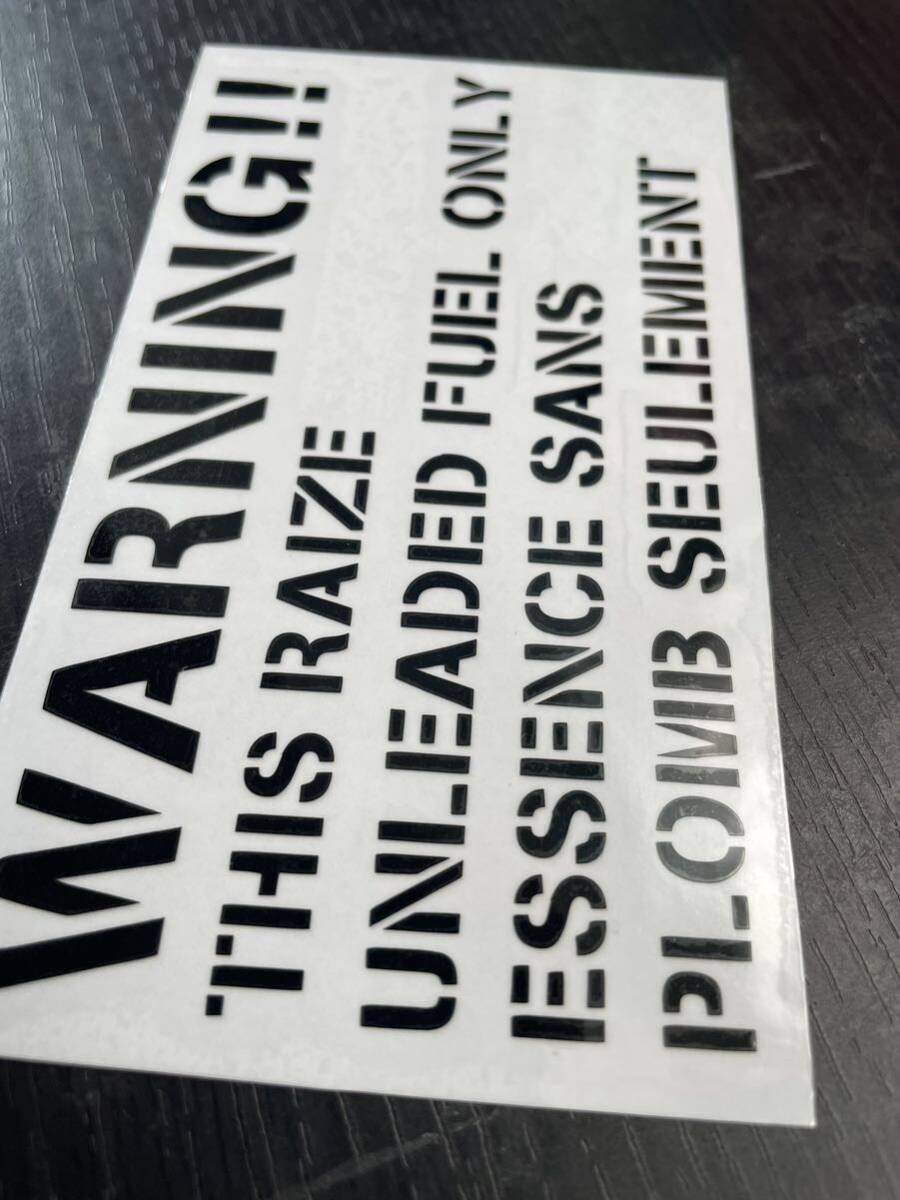 WARNING!!
THIS RAIZE
UNLEADED FUEL ONLY
ESSENCE SANS
PLOMB SEULEMENT